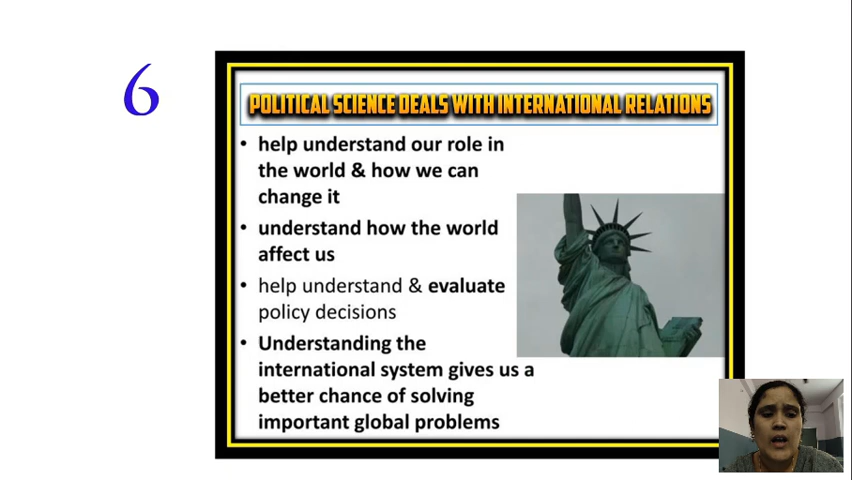 6
POLITICAL SCIENCE DEALS WITH INTERNATIONAL RELATIONS
• help understand our role in
the world & how we can
change it
• understand how the world
affect us
• help understand & evaluate
policy decisions
• Understanding the
international system gives us a
better chance of solving
important global problems